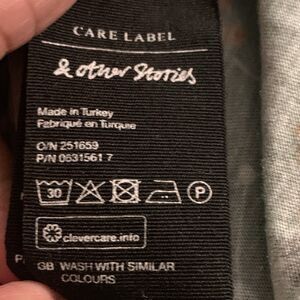 CARE LABEL
& other Stories
Made in Turkey
Fabriqué en Turquie
O/N 251659
P/N 0631561 7
30 P
clevercare.info
GB WASH WITH SIMILAR
COLOURS